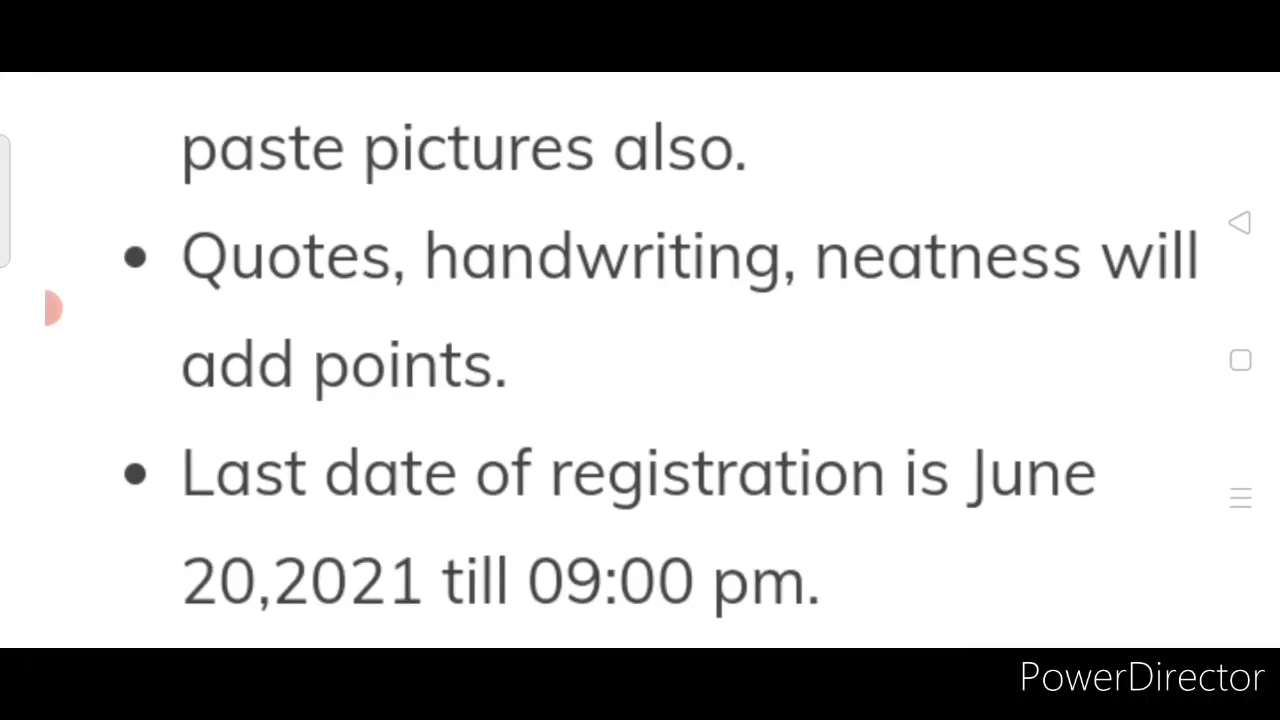 paste pictures also.
• Quotes, handwriting, neatness will
add points.
• Last date of registration is June
20,2021 till 09:00 pm.
PowerDirector